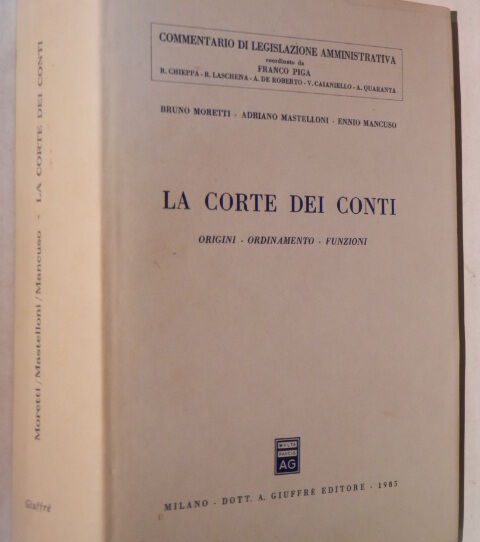 COMMENTARIO DI LEGISLAZIONE AMMINISTRATIVA
coordinato da
FRANCO PIGA
R. CHIEPPA - R. LASCHENA - A. DE ROBERTO - V. CAIANIELLO - A. QUARANTA
BRUNO MORETTI - ADRIANO MASTELLONI - ENNIO MANCUSO
LA CORTE DEI CONTI
ORIGINI - ORDINAMENTO - FUNZIONI
MULTA
PAUCIS
AG
MILANO - DOTT. A. GIUFFRÈ EDITORE - 1985
Moretti/Mastelloni/Mancuso - LA CORTE DEI CONTI
Giuffrè